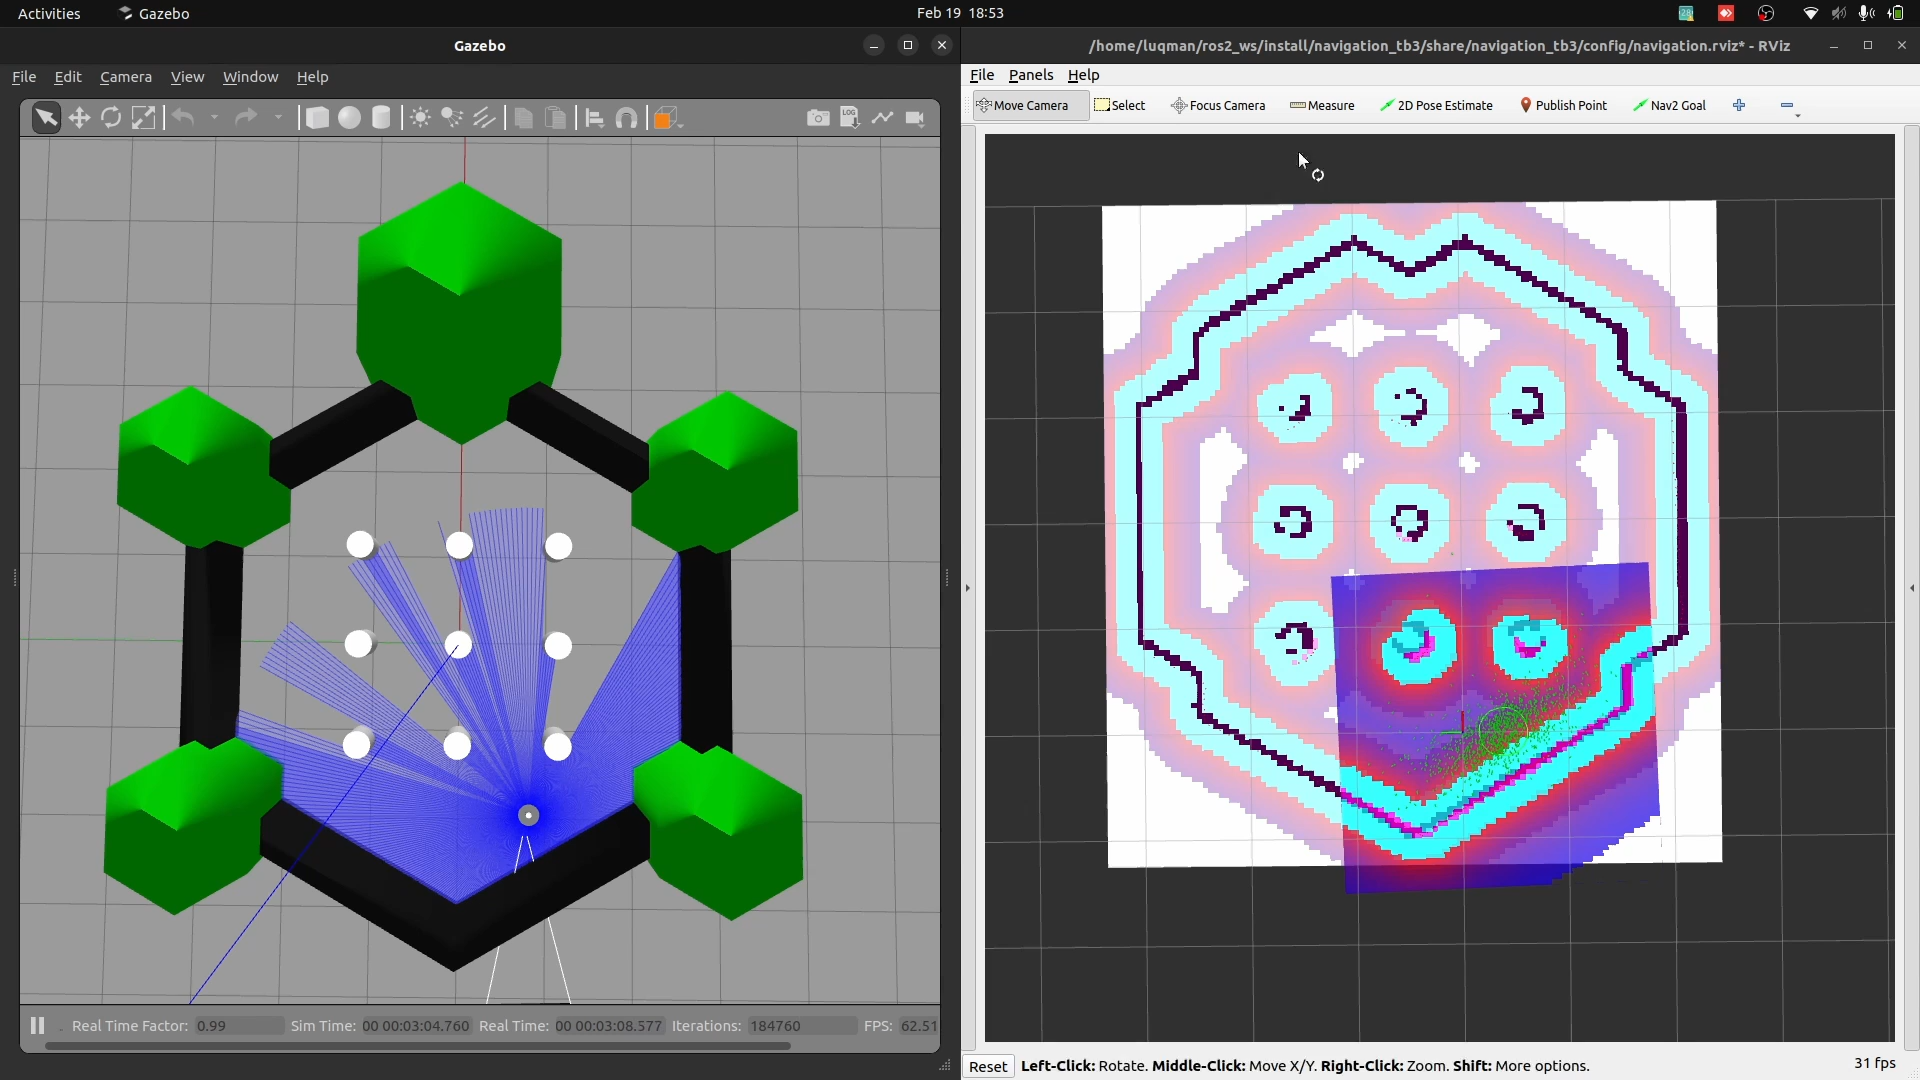 Activities Gazebo Feb 19 18:53
Gazebo
File Edit Camera View Window Help
LOG
Real Time Factor: 0.99 Sim Time: 00 00:03:04.760 Real Time: 00 00:03:08.577 Iterations: 184760 FPS: 62.51
/home/luqman/ros2_ws/install/navigation_tb3/share/navigation_tb3/config/navigation.rviz* - RViz
File Panels Help
Move Camera Select Focus Camera Measure 2D Pose Estimate Publish Point Nav2 Goal
Reset Left-Click: Rotate. Middle-Click: Move X/Y. Right-Click: Zoom. Shift: More options. 31 fps